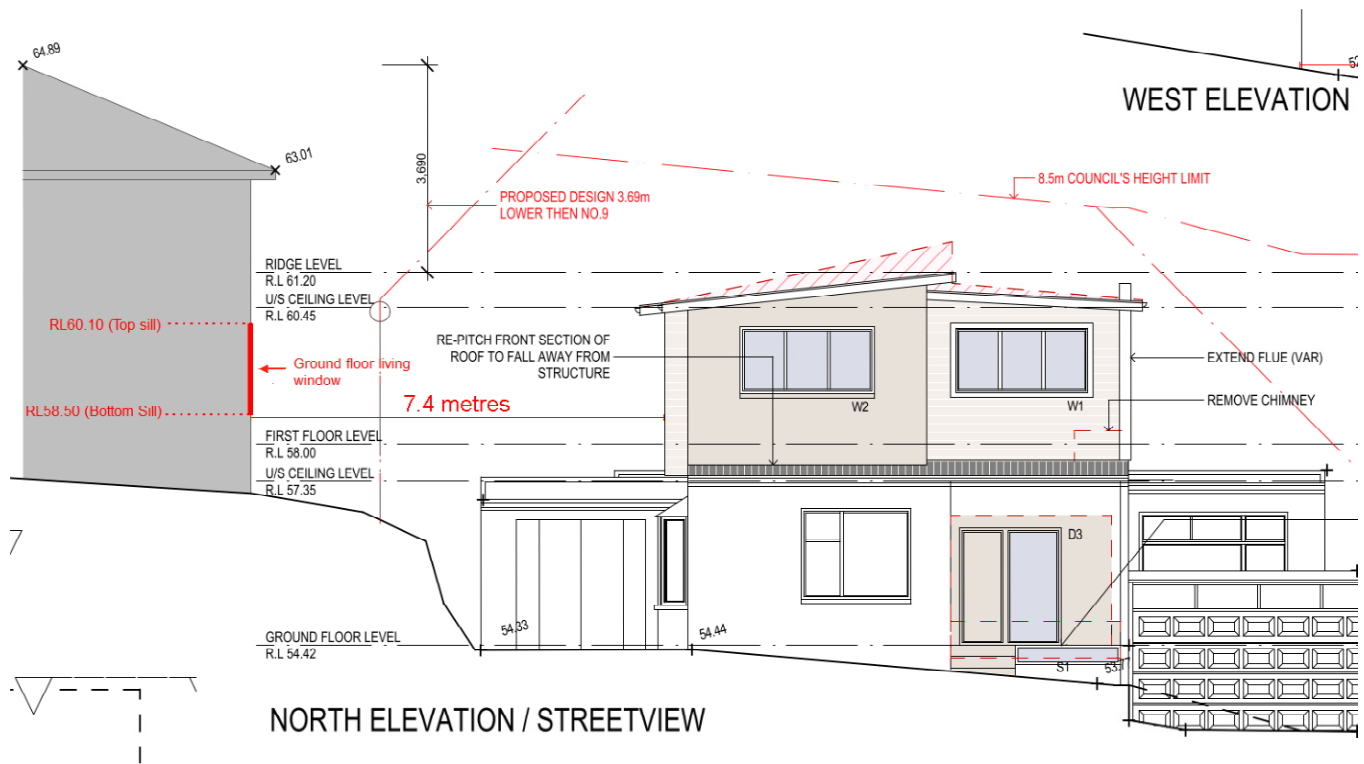 64.89
63.01
3,690
52
WEST ELEVATION
PROPOSED DESIGN 3.69m
LOWER THEN NO.9
8.5m COUNCIL'S HEIGHT LIMIT
RIDGE LEVEL
R.L 61.20
U/S CEILING LEVEL
R.L 60.45
RL60.10 (Top sill)
Ground floor living
window
RL58.50 (Bottom Sill)
7.4 metres
RE-PITCH FRONT SECTION OF
ROOF TO FALL AWAY FROM
STRUCTURE
W2
W1
EXTEND FLUE (VAR)
REMOVE CHIMNEY
FIRST FLOOR LEVEL
R.L 58.00
U/S CEILING LEVEL
R.L 57.35
D3
GROUND FLOOR LEVEL
R.L 54.42
54.33
54.44
S1
NORTH ELEVATION / STREETVIEW